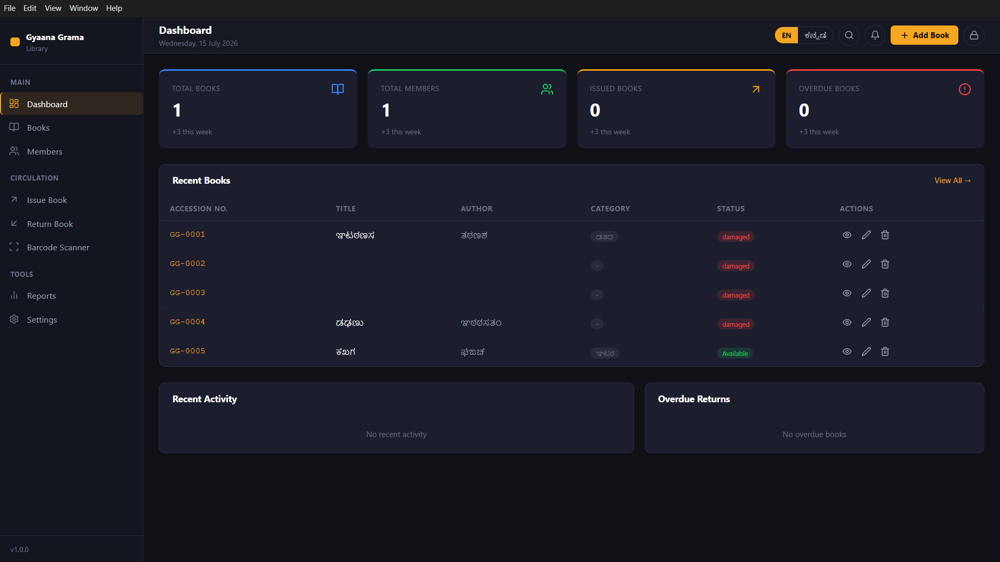 File Edit View Window Help
Gyaana Grama
Library
MAIN
Dashboard
Books
Members
CIRCULATION
Issue Book
Return Book
Barcode Scanner
TOOLS
Reports
Settings
v1.0.0
Dashboard
Wednesday, 15 July 2026
EN ಕನ್ನಡ
+ Add Book
TOTAL BOOKS
1
+3 this week
TOTAL MEMBERS
1
+3 this week
ISSUED BOOKS
0
+3 this week
OVERDUE BOOKS
0
+3 this week
Recent Books
View All →
ACCESSION NO. TITLE AUTHOR CATEGORY STATUS ACTIONS
GG-0001 ಞಟಠಣಸ ತಠಣಶ ಡತದ damaged
GG-0002 - damaged
GG-0003 - damaged
GG-0004 ಡಢಣು ಞಠಠಸತಂ - damaged
GG-0005 ಕಖಗ ಘಙಚ ಞಟಠ Available
Recent Activity
No recent activity
Overdue Returns
No overdue books